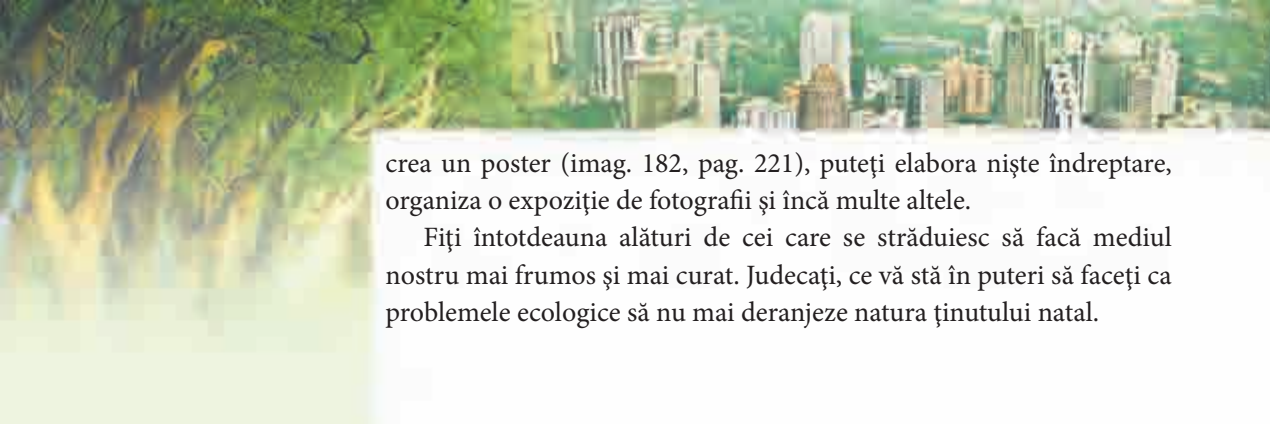 crea un poster (imag. 182, pag. 221), puteţi elabora nişte îndreptare,
organiza o expoziţie de fotografii şi încă multe altele.
Fiţi întotdeauna alături de cei care se străduiesc să facă mediul
nostru mai frumos şi mai curat. Judecaţi, ce vă stă în puteri să faceţi ca
problemele ecologice să nu mai deranjeze natura ţinutului natal.